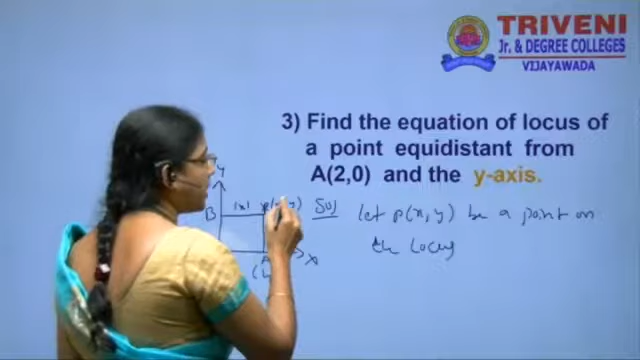 TRIVENI
Jr. & DEGREE COLLEGES
VIJAYAWADA
3) Find the equation of locus of
a point equidistant from
A(2,0) and the y-axis.
Sol let P(x,y) be a point on
the locus
y
B |x| P(x,y)
A x